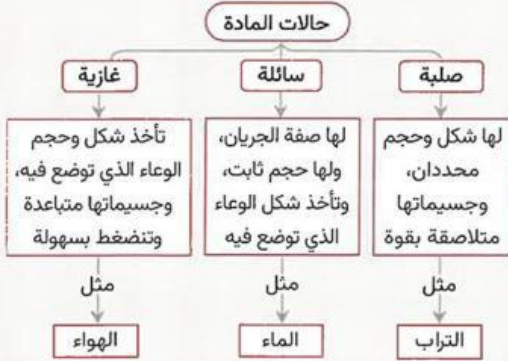 حالات المادة
صلبة
سائلة
غازية
لها شكل وحجم
محددان،
وجسيماتها
متلاصقة بقوة
لها صفة الجريان،
ولها حجم ثابت،
وتأخذ شكل الوعاء
الذي توضع فيه
تأخذ شكل وحجم
الوعاء الذي توضع فيه،
وجسيماتها متباعدة
وتنضغط بسهولة
مثل
مثل
مثل
التراب
الماء
الهواء